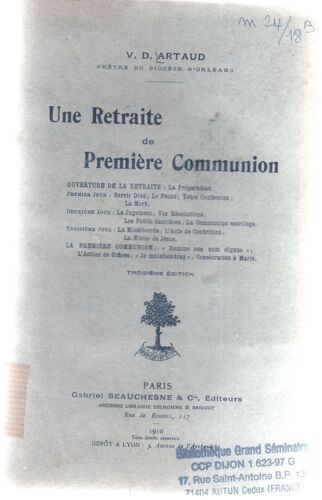 m 24/18 B
V. D. ARTAUD
PRÊTRE DU DIOCÈSE D'ORLÉANS
Une Retraite
de
Première Communion
OUVERTURE DE LA RETRAITE : La Préparation.
PREMIER JOUR : Servir Dieu; Le Péché; Votre Confession;
La Mort.
DEUXIÈME JOUR : Le Jugement; Vos Résolutions;
Les Petits Sacrifices; La Communion sacrilège.
TROISIÈME JOUR : La Miséricorde; L'Acte de Contrition;
La Visite de Jésus.
LA PREMIÈRE COMMUNION : « Domine non sum dignus »;
L'Action de Grâces; « Je maintiendray »; Consécration à Marie.
TROISIÈME ÉDITION
PARIS
Gabriel BEAUCHESNE & Cie, Éditeurs
ANCIENNE LIBRAIRIE DELHOMME & BRIGUET
Rue de Rennes, 117
1910
Tous droits réservés.
DÉPÔT A LYON : 3, Avenue de l'Archevêché
Bibliothèque Grand Séminaire
CCP DIJON 1 623-97 G
17, Rue Saint-Antoine B.P.
71404 AUTUN Cedex (FRANCE